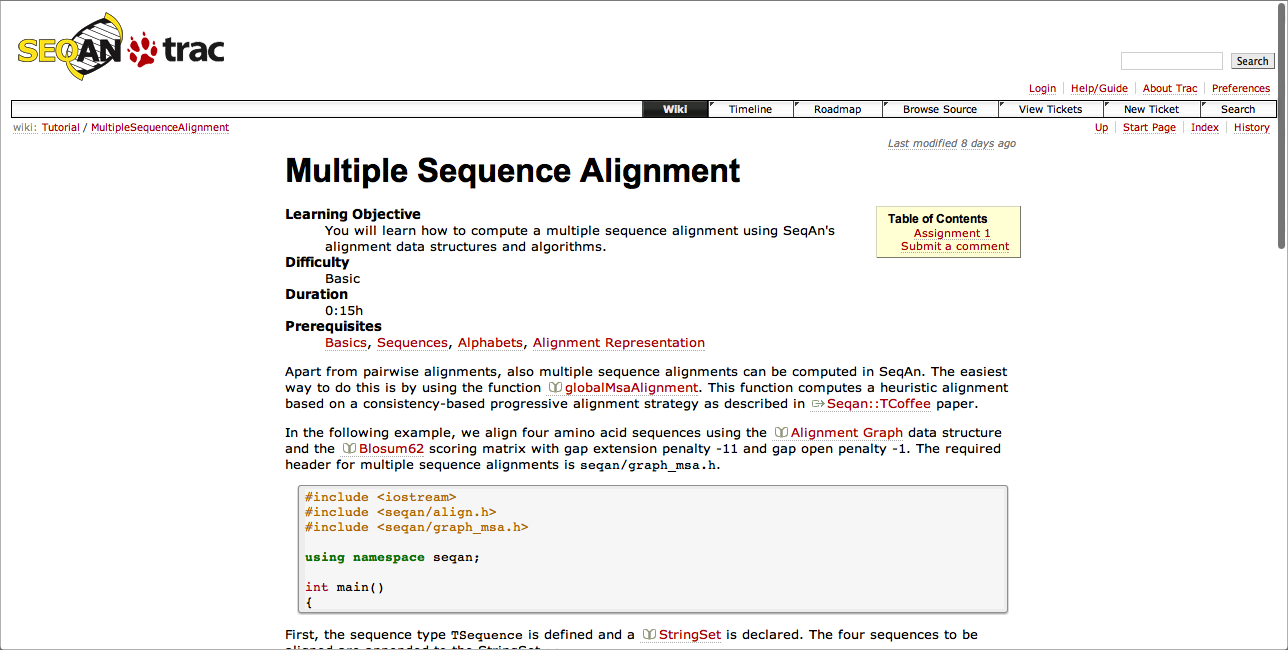 SEQAN trac
Search
Login Help/Guide About Trac Preferences
Wiki Timeline Roadmap Browse Source View Tickets New Ticket Search
wiki: Tutorial / MultipleSequenceAlignment
Up Start Page Index History
Last modified 8 days ago
Multiple Sequence Alignment
Learning Objective
You will learn how to compute a multiple sequence alignment using SeqAn's
alignment data structures and algorithms.
Difficulty
Basic
Duration
0:15h
Prerequisites
Basics, Sequences, Alphabets, Alignment Representation
Table of Contents
Assignment 1
Submit a comment
Apart from pairwise alignments, also multiple sequence alignments can be computed in SeqAn. The easiest
way to do this is by using the function globalMsaAlignment. This function computes a heuristic alignment
based on a consistency-based progressive alignment strategy as described in Seqan::TCoffee paper.
In the following example, we align four amino acid sequences using the Alignment Graph data structure
and the Blosum62 scoring matrix with gap extension penalty -11 and gap open penalty -1. The required
header for multiple sequence alignments is seqan/graph_msa.h.
#include <iostream>
#include <seqan/align.h>
#include <seqan/graph_msa.h>
using namespace seqan;
int main()
{
First, the sequence type TSequence is defined and a StringSet is declared. The four sequences to be
aligned are appended to the StringSet